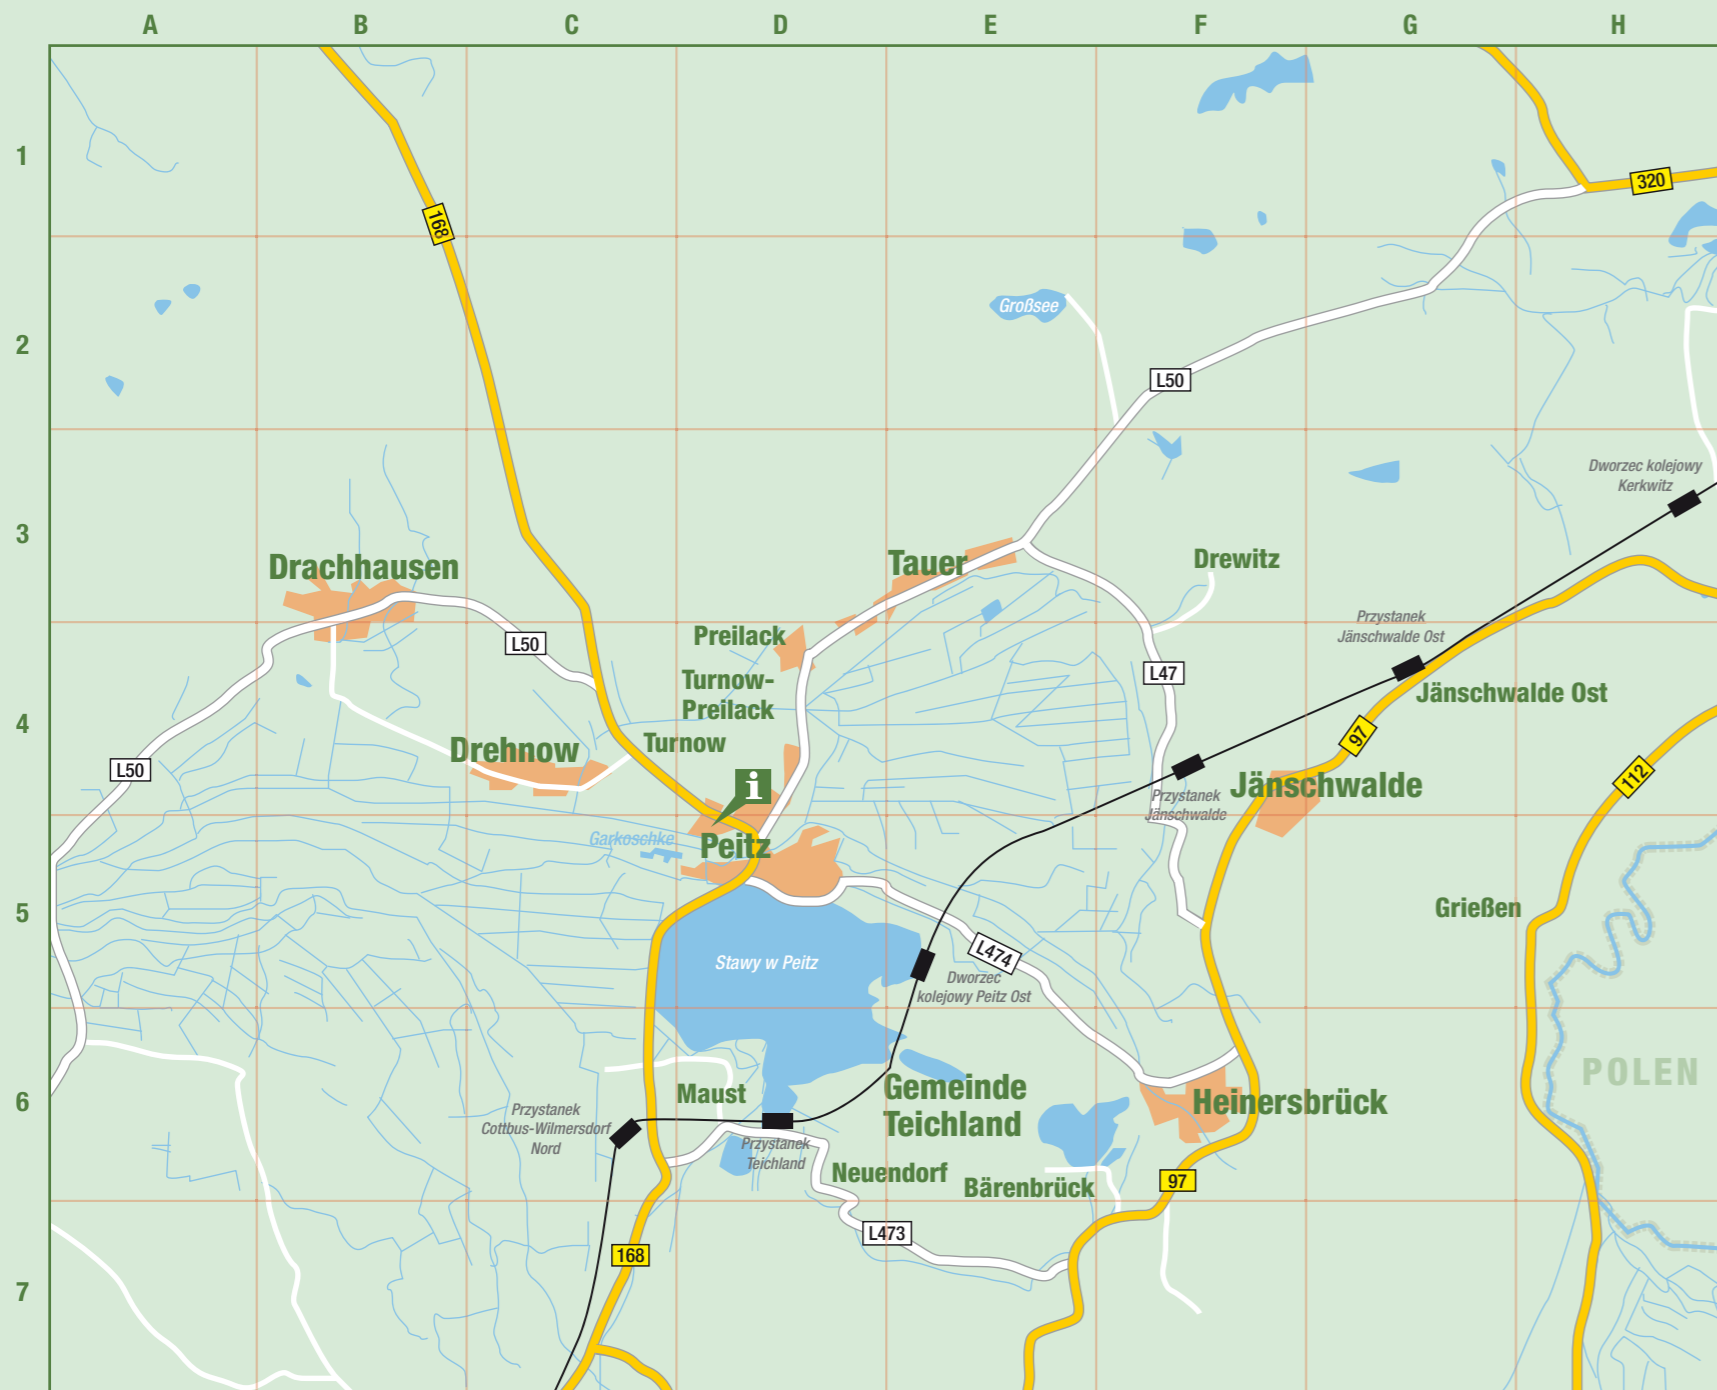 A B C D E F G H
1
320
168
2
Großsee
L50
3
Dworzec kolejowy
Kerkwitz
Drachhausen
Tauer
Drewitz
L50
Preilack
Przystanek
Jänschwalde Ost
L47
Turnow-
Preilack
Jänschwalde Ost
4
Drehnow
Turnow
97
L50
i
Przystanek
Jänschwalde
Jänschwalde
112
Garkoschke
Peitz
5
Grießen
Stawy w Peitz
L474
Dworzec
kolejowy Peitz Ost
POLEN
6
Maust
Gemeinde
Teichland
Heinersbrück
Przystanek
Cottbus-Wilmersdorf
Nord
Przystanek
Teichland
Neuendorf
Bärenbrück
97
L473
168
7